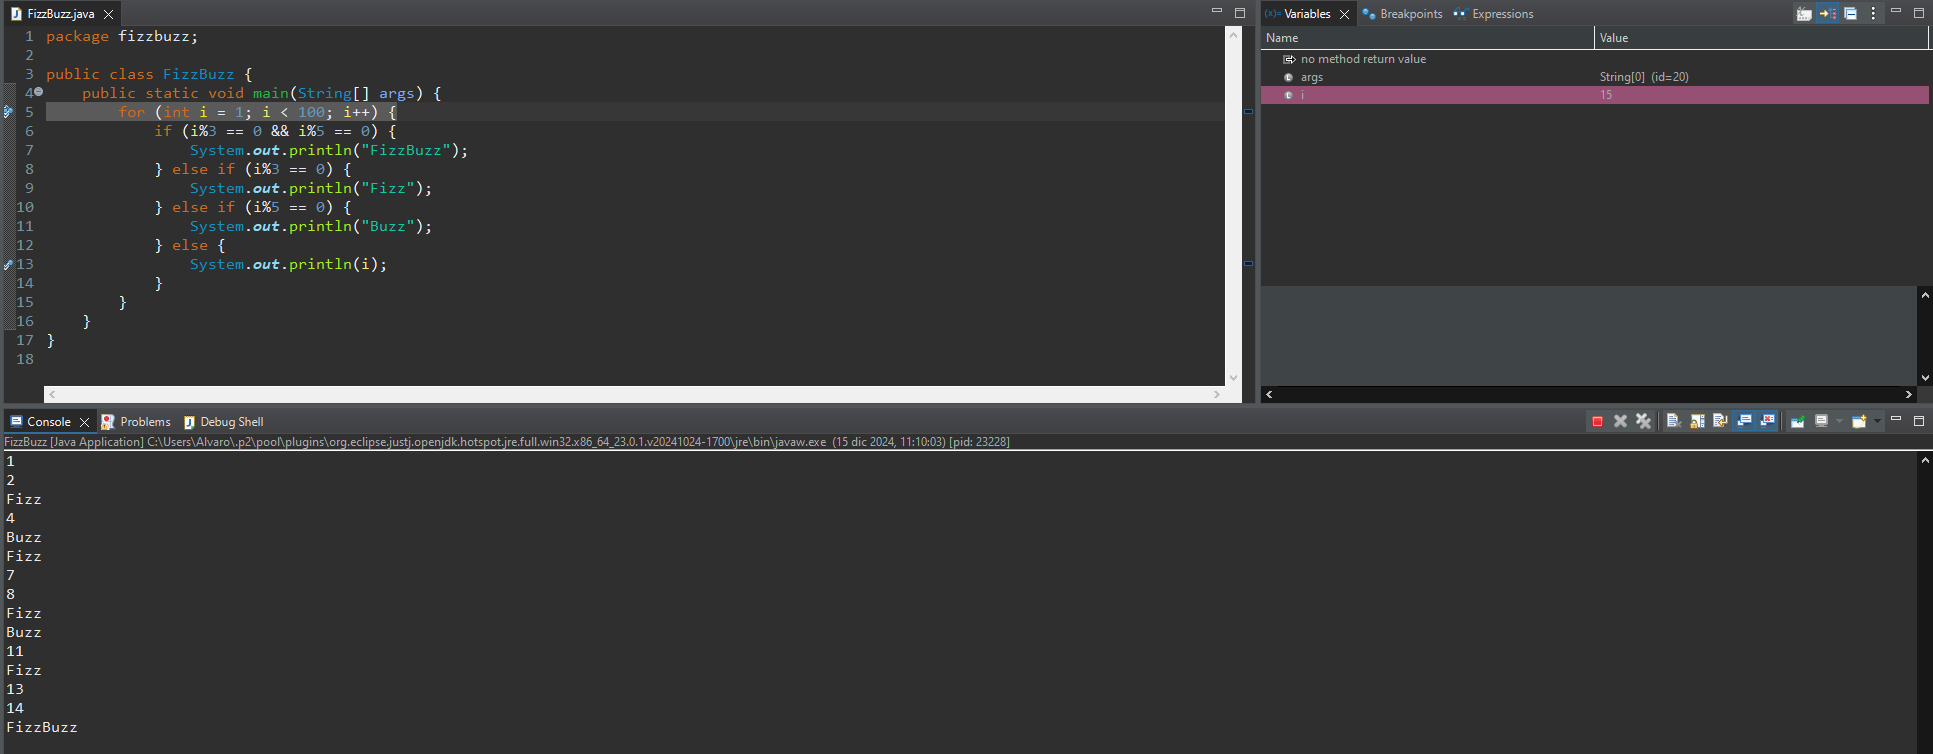 FizzBuzz.java
1 package fizzbuzz;
2
3 public class FizzBuzz {
4 public static void main(String[] args) {
5 for (int i = 1; i < 100; i++) {
6 if (i%3 == 0 && i%5 == 0) {
7 System.out.println("FizzBuzz");
8 } else if (i%3 == 0) {
9 System.out.println("Fizz");
10 } else if (i%5 == 0) {
11 System.out.println("Buzz");
12 } else {
13 System.out.println(i);
14 }
15 }
16 }
17 }
18
(x)= Variables Breakpoints Expressions
Name Value
no method return value
args String[0] (id=20)
i 15
Console Problems Debug Shell
FizzBuzz [Java Application] C:\Users\Alvaro\.p2\pool\plugins\org.eclipse.justj.openjdk.hotspot.jre.full.win32.x86_64_23.0.1.v20241024-1700\jre\bin\javaw.exe (15 dic 2024, 11:10:03) [pid: 23228]
1
2
Fizz
4
Buzz
Fizz
7
8
Fizz
Buzz
11
Fizz
13
14
FizzBuzz